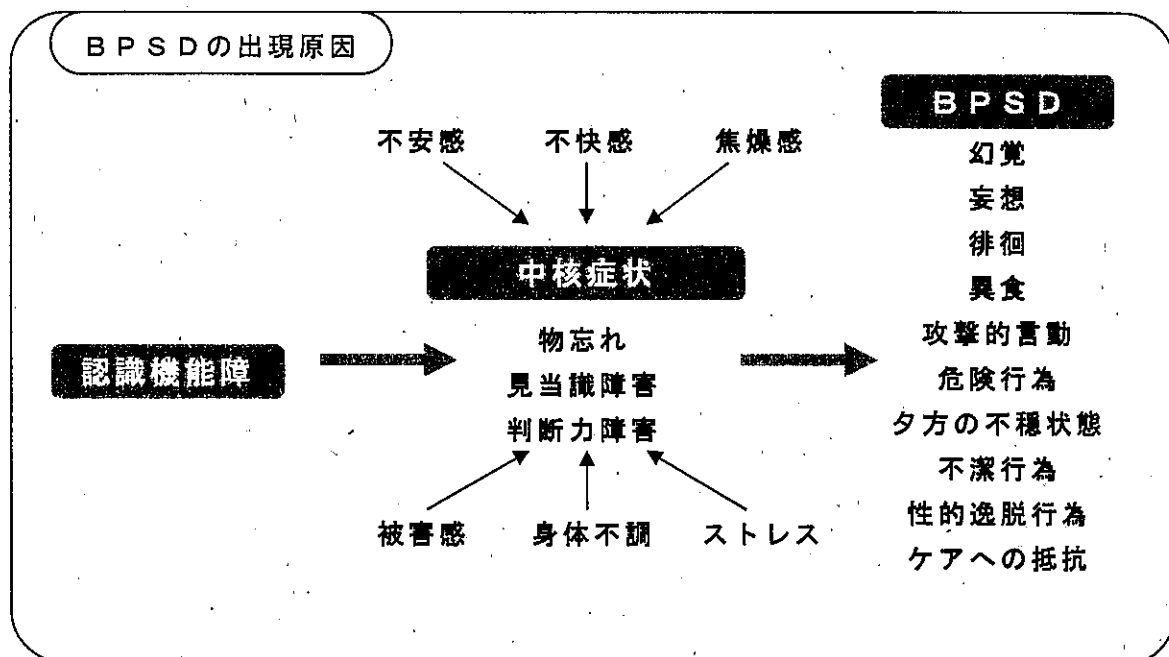 BPSDの出現原因
不安感 不快感 焦燥感
中核症状
物忘れ
見当識障害
判断力障害
被害感 身体不調 ストレス
認識機能障
BPSD
幻覚
妄想
徘徊
異食
攻撃的言動
危険行為
夕方の不穏状態
不潔行為
性的逸脱行為
ケアへの抵抗